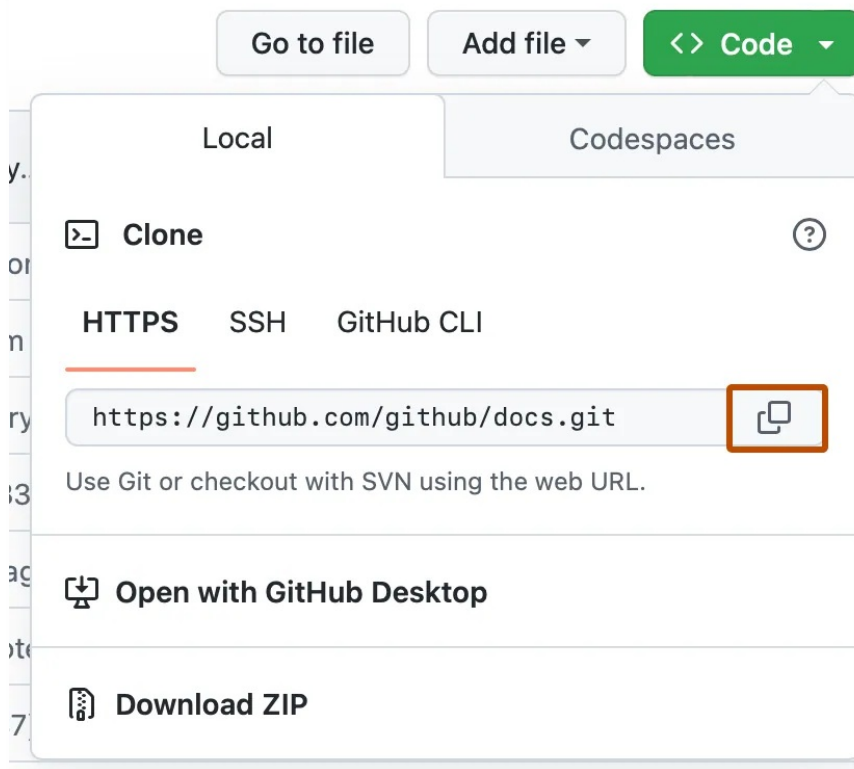 Go to file Add file <> Code
Local Codespaces
Clone
HTTPS SSH GitHub CLI
https://github.com/github/docs.git
Use Git or checkout with SVN using the web URL.
Open with GitHub Desktop
Download ZIP